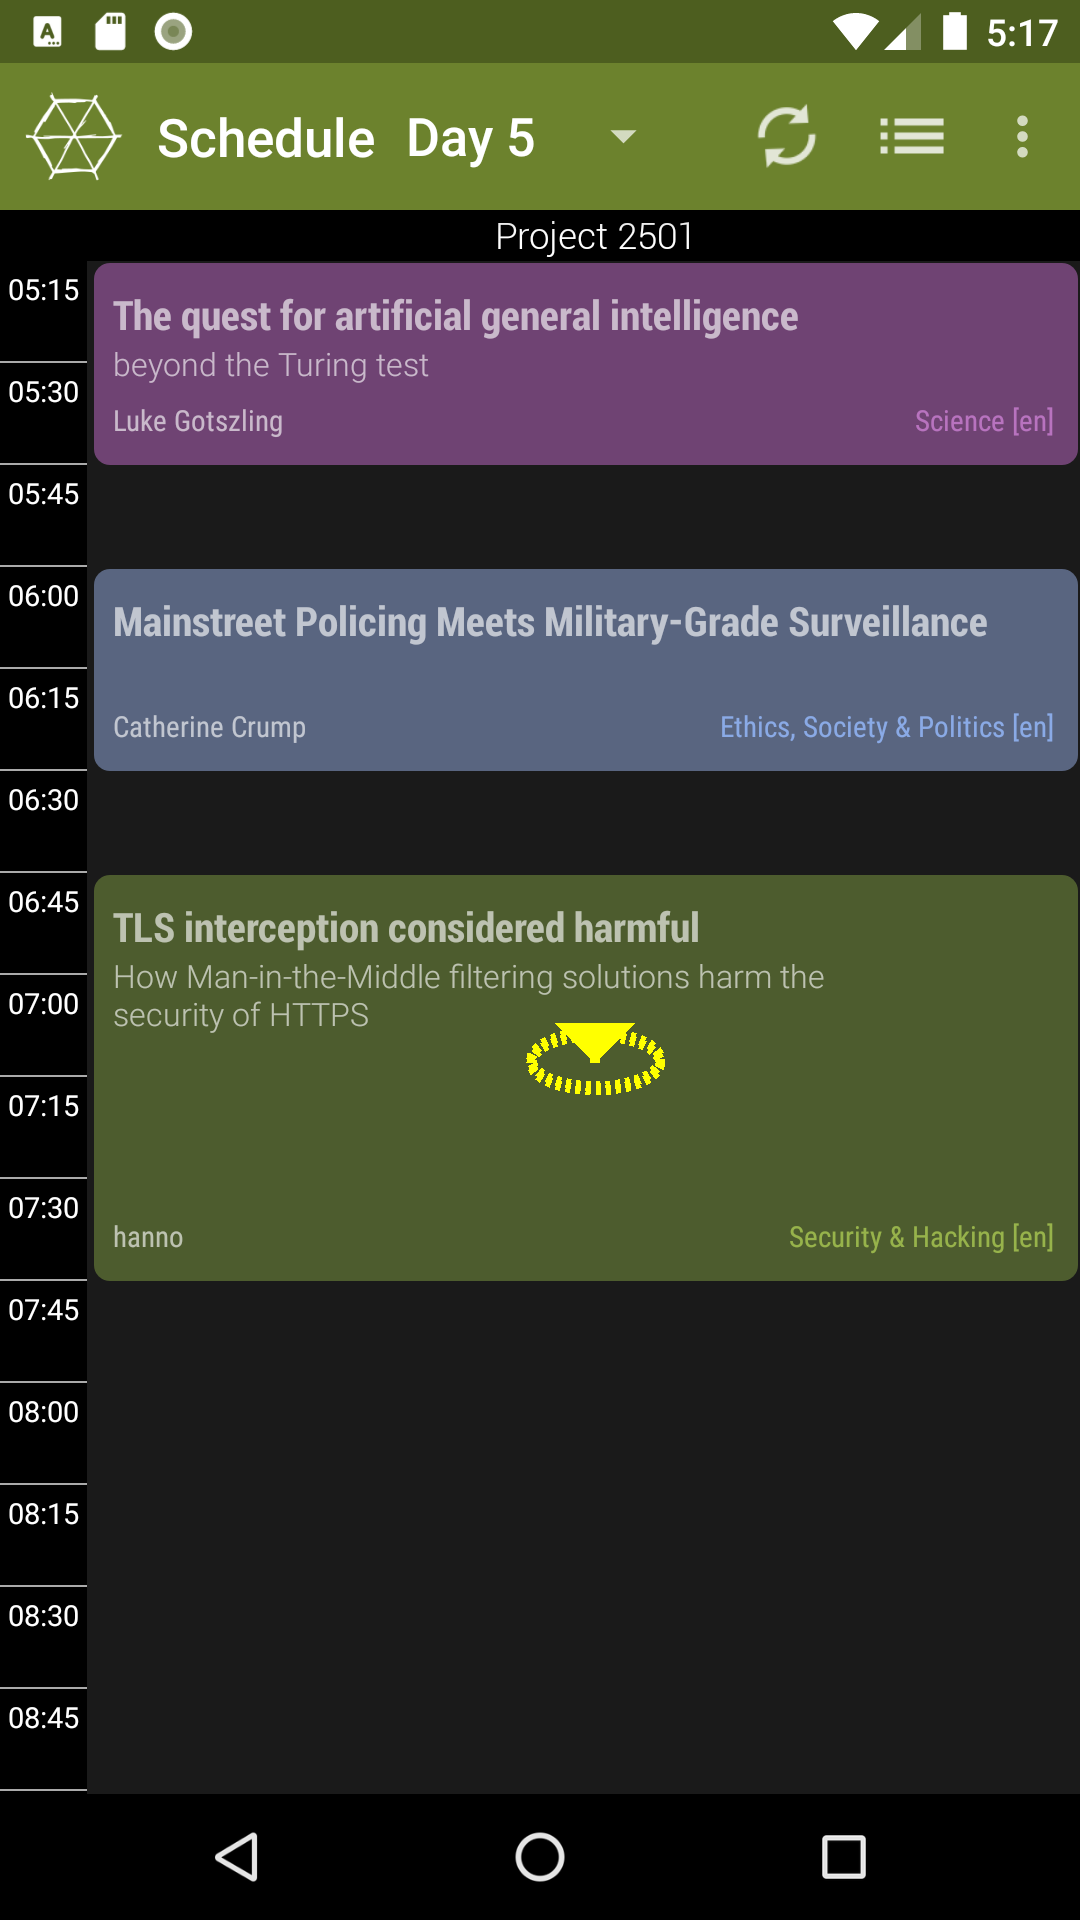 5:17
Schedule Day 5
Project 2501
05:15
The quest for artificial general intelligence
beyond the Turing test
05:30
Luke Gotszling Science [en]
05:45
06:00
Mainstreet Policing Meets Military-Grade Surveillance
06:15
Catherine Crump Ethics, Society & Politics [en]
06:30
06:45
TLS interception considered harmful
How Man-in-the-Middle filtering solutions harm the
07:00
security of HTTPS
07:15
07:30
hanno Security & Hacking [en]
07:45
08:00
08:15
08:30
08:45